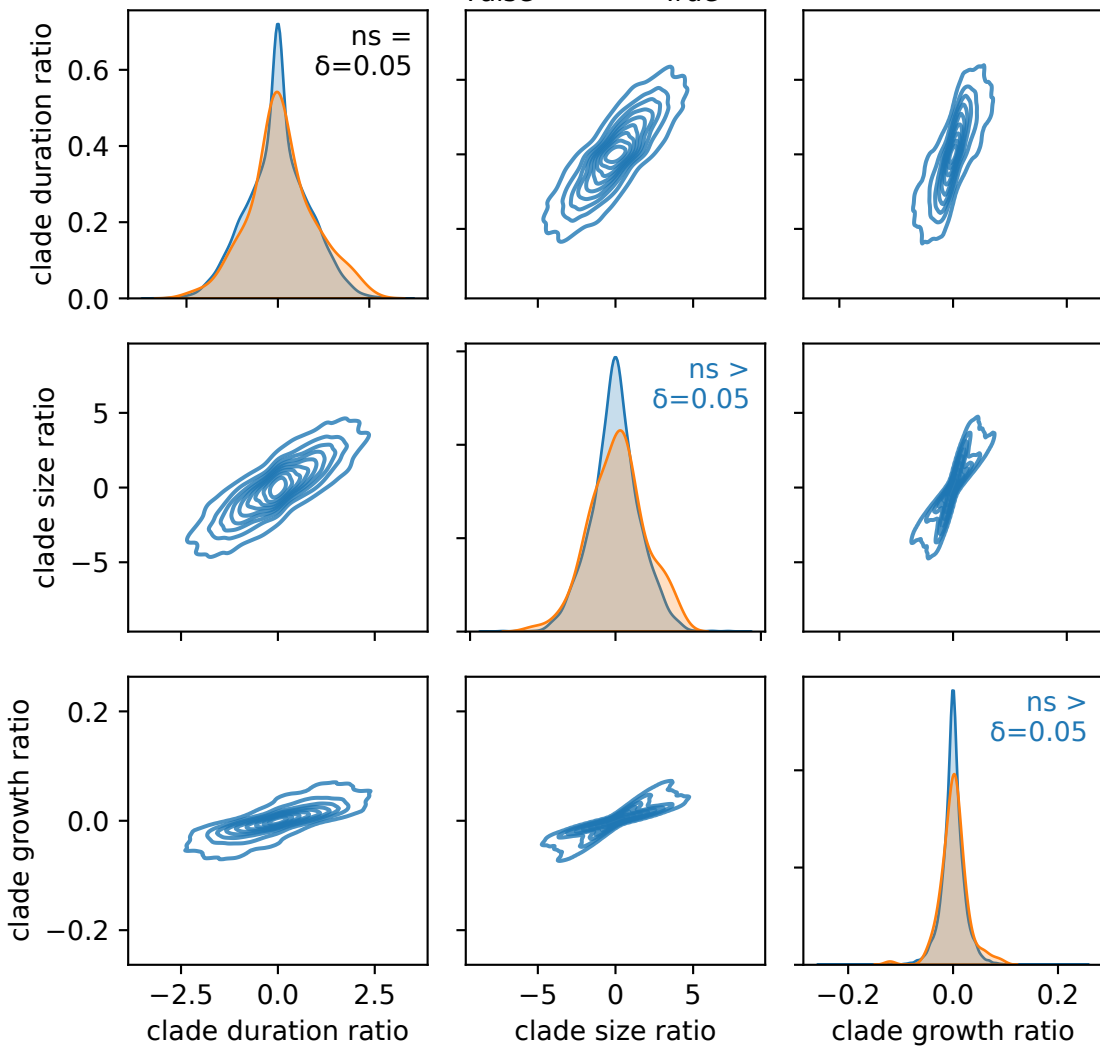 clade duration ratio
0.6
0.4
0.2
0.0
ns =
δ=0.05
clade size ratio
5
0
−5
ns >
δ=0.05
clade growth ratio
0.2
0.0
−0.2
ns >
δ=0.05
−2.5 0.0 2.5
−5 0 5
−0.2 0.0 0.2
clade duration ratio
clade size ratio
clade growth ratio